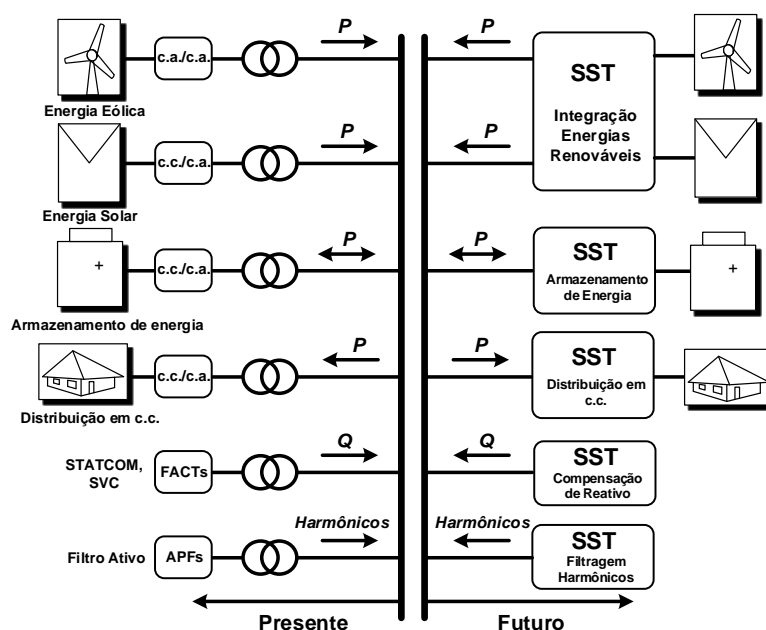 P
P
c.a./c.a.
SST
Integração
Energias
Renováveis
Energia Eólica
P
P
c.c./c.a.
Energia Solar
P
P
c.c./c.a.
+
SST
Armazenamento
de Energia
+
Armazenamento de energia
P
P
c.c./c.a.
SST
Distribuição em
c.c.
Distribuição em c.c.
Q
Q
STATCOM,
SVC
FACTs
SST
Compensação
de Reativo
Harmônicos
Harmônicos
Filtro Ativo
APFs
SST
Filtragem
Harmônicos
Presente
Futuro